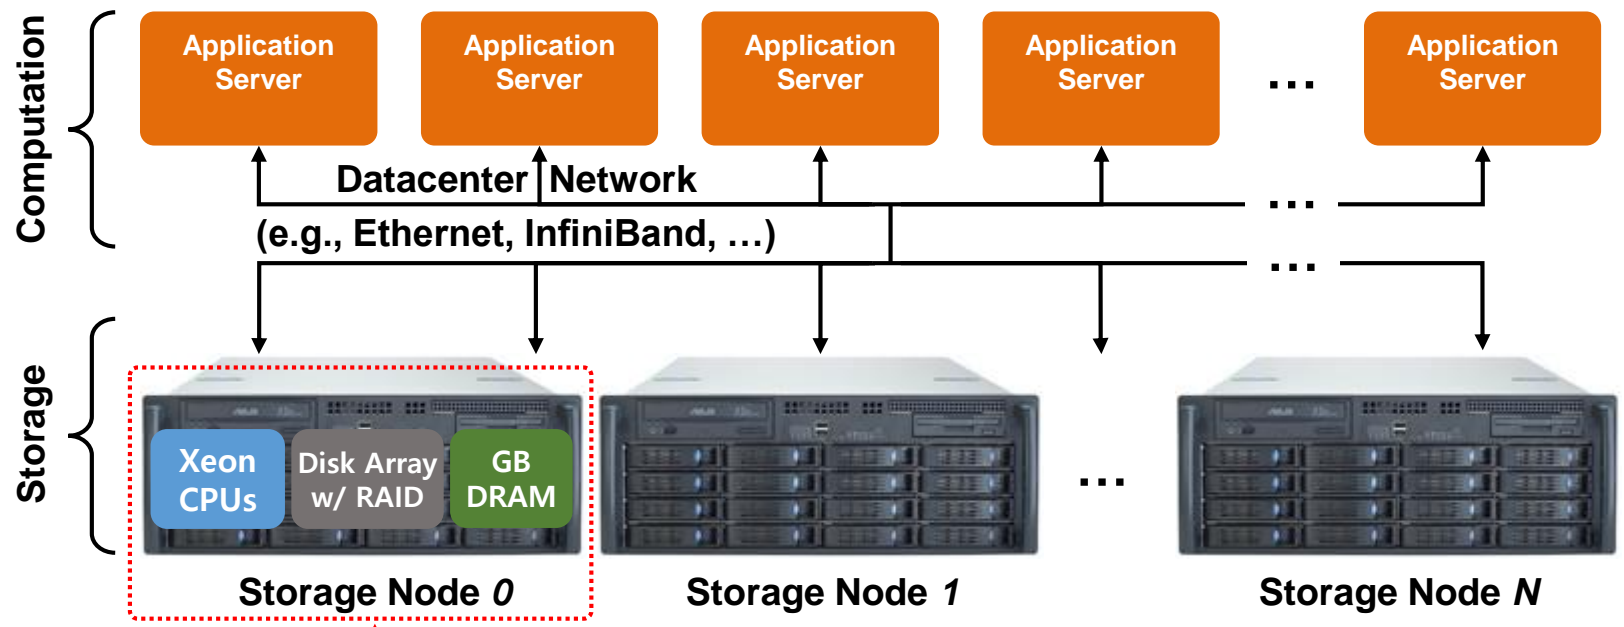 Computation
Application
Server
Application
Server
Application
Server
Application
Server
...
Application
Server
Datacenter Network
...
(e.g., Ethernet, InfiniBand, ...)
...
Storage
Xeon
CPUs
Disk Array
w/ RAID
GB
DRAM
...
Storage Node 0
Storage Node 1
Storage Node N